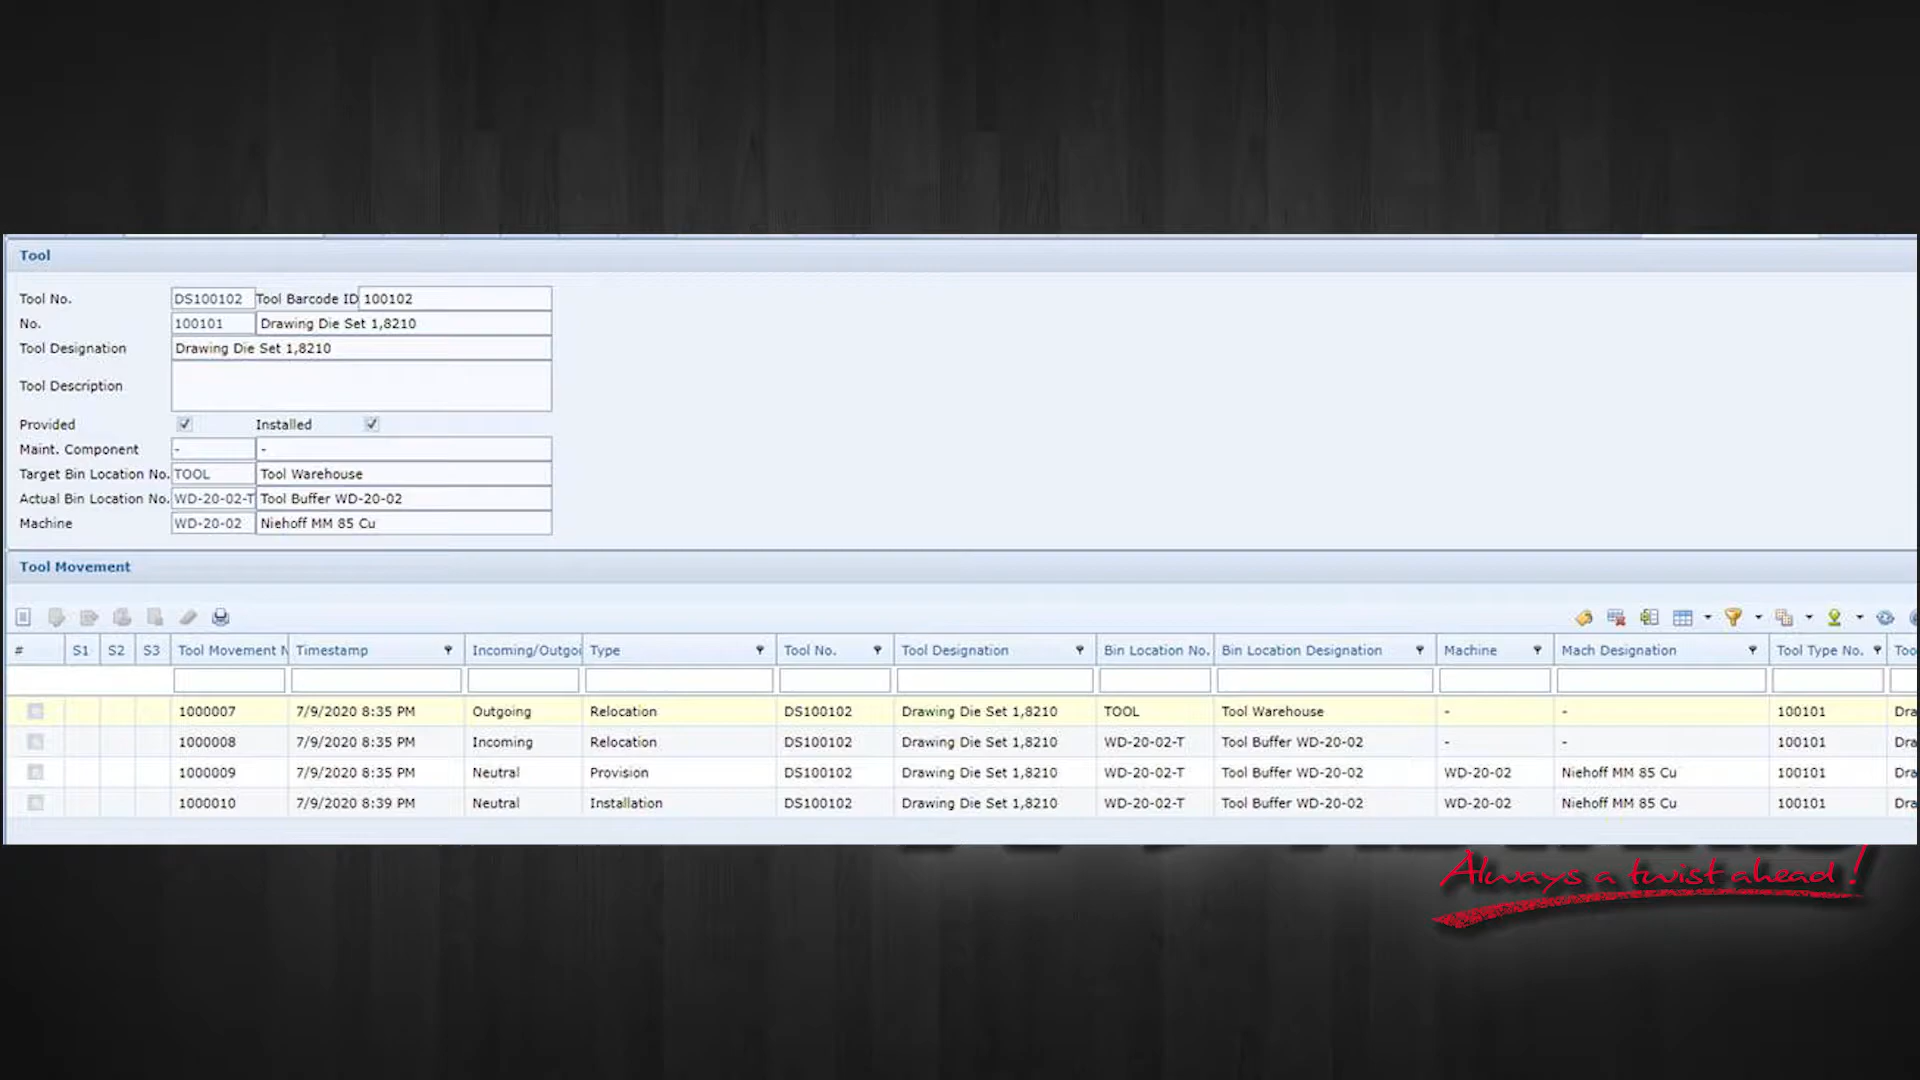 Tool
Tool No. DS100102 Tool Barcode ID 100102
No. 100101 Drawing Die Set 1,8210
Tool Designation Drawing Die Set 1,8210
Tool Description
Provided Installed
Maint. Component - -
Target Bin Location No. TOOL Tool Warehouse
Actual Bin Location No. WD-20-02-T Tool Buffer WD-20-02
Machine WD-20-02 Niehoff MM 85 Cu
Tool Movement
# S1 S2 S3 Tool Movement N Timestamp Incoming/Outgoi Type Tool No. Tool Designation Bin Location No. Bin Location Designation Machine Mach Designation Tool Type No. Too
1000007 7/9/2020 8:35 PM Outgoing Relocation DS100102 Drawing Die Set 1,8210 TOOL Tool Warehouse - - 100101 Dra
1000008 7/9/2020 8:35 PM Incoming Relocation DS100102 Drawing Die Set 1,8210 WD-20-02-T Tool Buffer WD-20-02 - - 100101 Dra
1000009 7/9/2020 8:35 PM Neutral Provision DS100102 Drawing Die Set 1,8210 WD-20-02-T Tool Buffer WD-20-02 WD-20-02 Niehoff MM 85 Cu 100101 Dra
1000010 7/9/2020 8:39 PM Neutral Installation DS100102 Drawing Die Set 1,8210 WD-20-02-T Tool Buffer WD-20-02 WD-20-02 Niehoff MM 85 Cu 100101 Dra
Always a twist ahead!